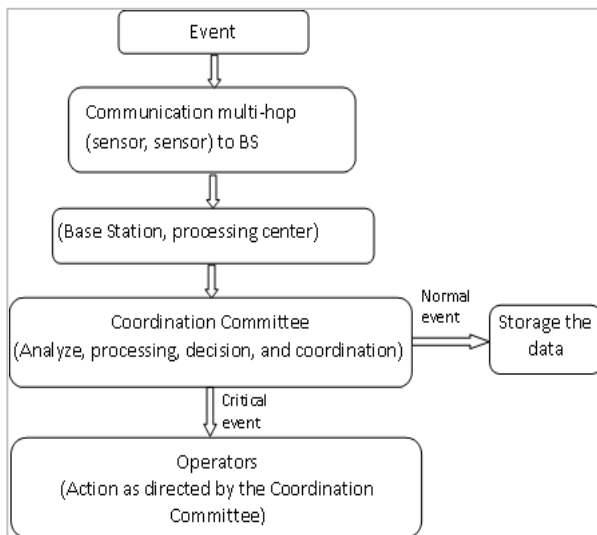 Event
Communication multi-hop
(sensor, sensor) to BS
(Base Station, processing center)
Coordination Committee
(Analyze, processing, decision, and coordination)
Normal
event
Storage the
data
Critical
event
Operators
(Action as directed by the Coordination
Committee)